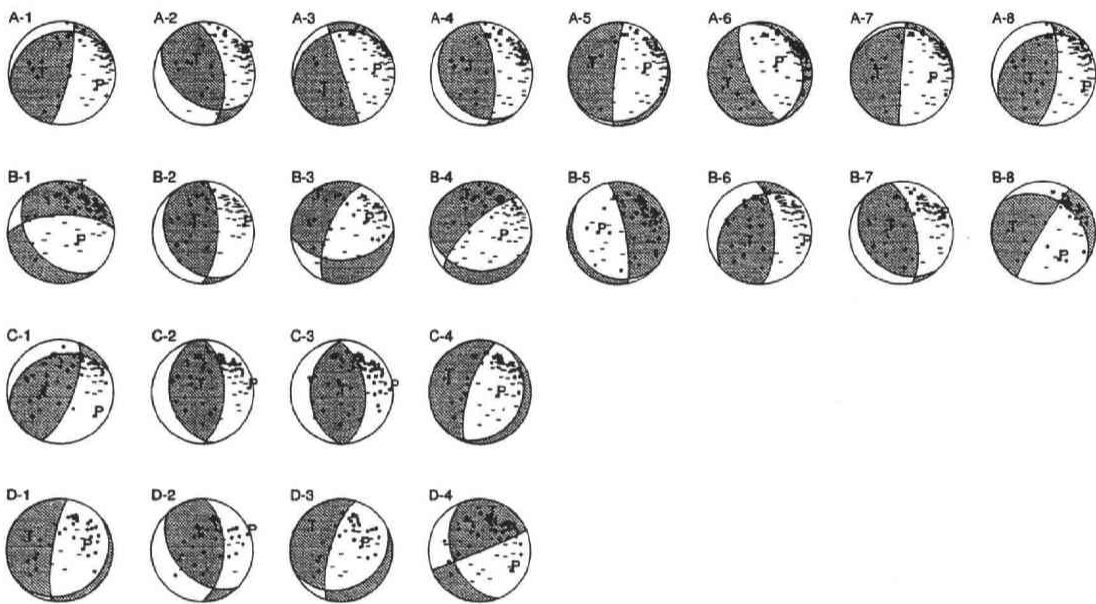 A-1 A-2 A-3 A-4 A-5 A-6 A-7 A-8
T P T P T P T P T P T P T P T P
B-1 B-2 B-3 B-4 B-5 B-6 B-7 B-8
T P T P P P P T P T T P
C-1 C-2 C-3 C-4
P T P T P T P
D-1 D-2 D-3 D-4
T P P T P P